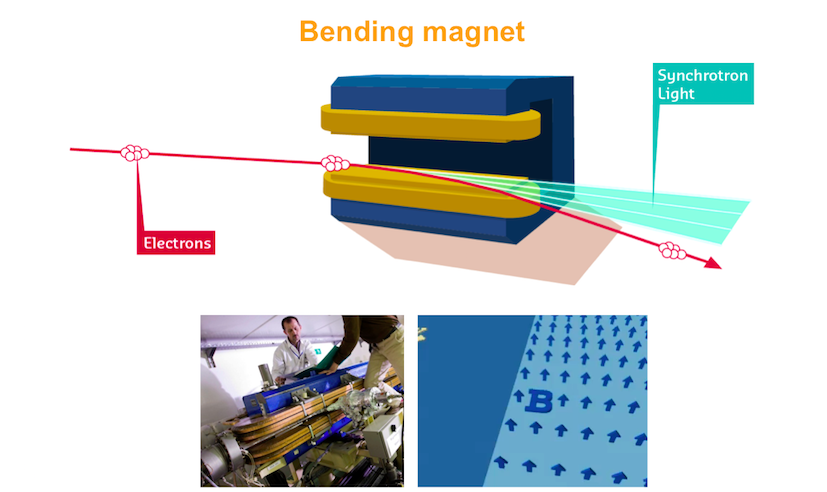 Bending magnet
Synchrotron
Light
Electrons
B